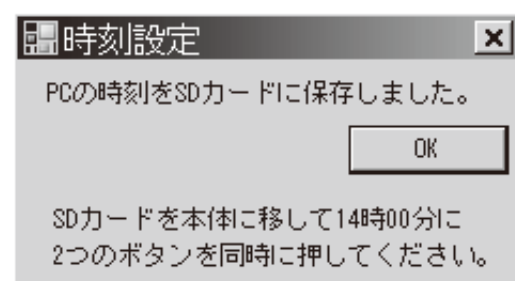 時刻設定
PCの時刻をSDカードに保存しました。
OK
SDカードを本体に移して14時00分に
2つのボタンを同時に押してください。